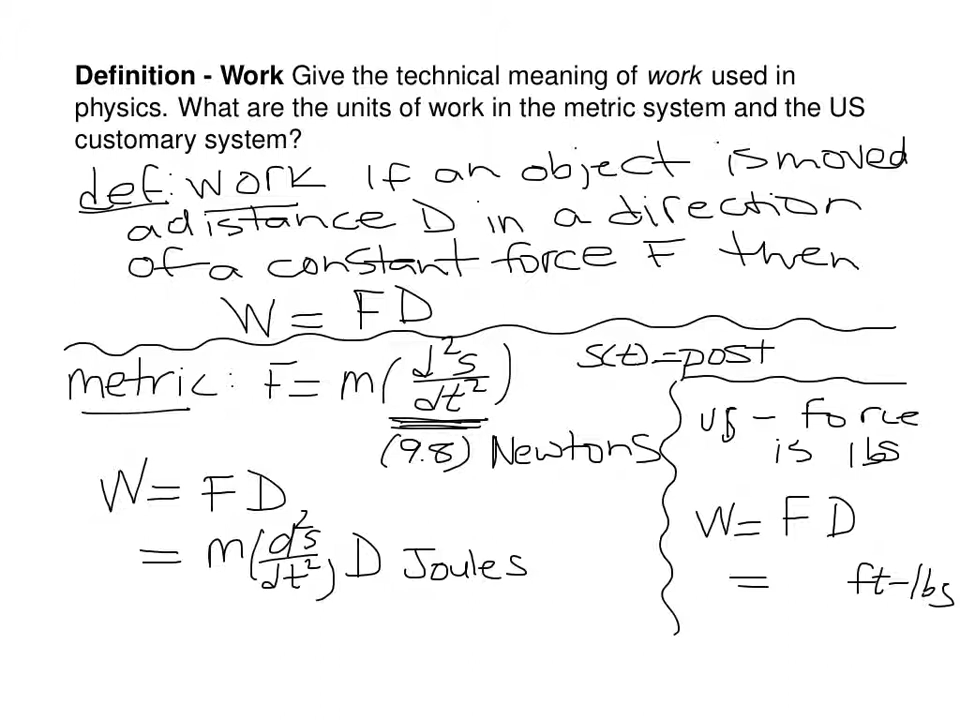 Definition - Work Give the technical meaning of work used in
physics. What are the units of work in the metric system and the US
customary system?
def: work If an object is moved
a distance D in a direction
of a constant force F then
W = FD
s(t)=post
metric: F = m(d²s/dt²)
(9.8) Newtons
W = FD
= m(d²s/dt²) D Joules
US - force
is lbs
W = FD
= ft-lbs